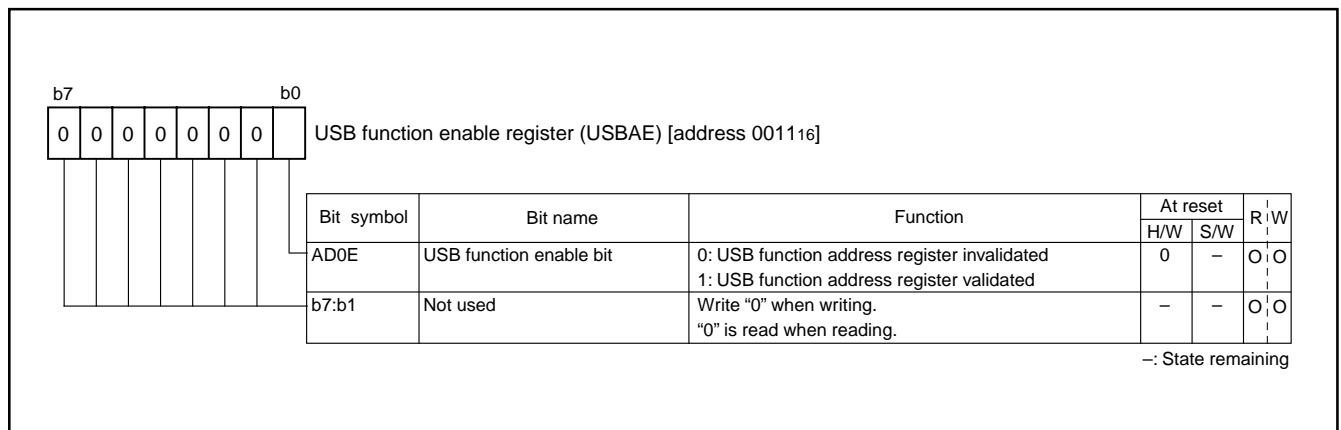 b7 b0
0 0 0 0 0 0 0 USB function enable register (USBAE) [address 001116]
Bit symbol Bit name Function At reset R W
H/W S/W
AD0E USB function enable bit 0: USB function address register invalidated 0 – O O
1: USB function address register validated
b7:b1 Not used Write “0” when writing. – – O O
“0” is read when reading.
–: State remaining